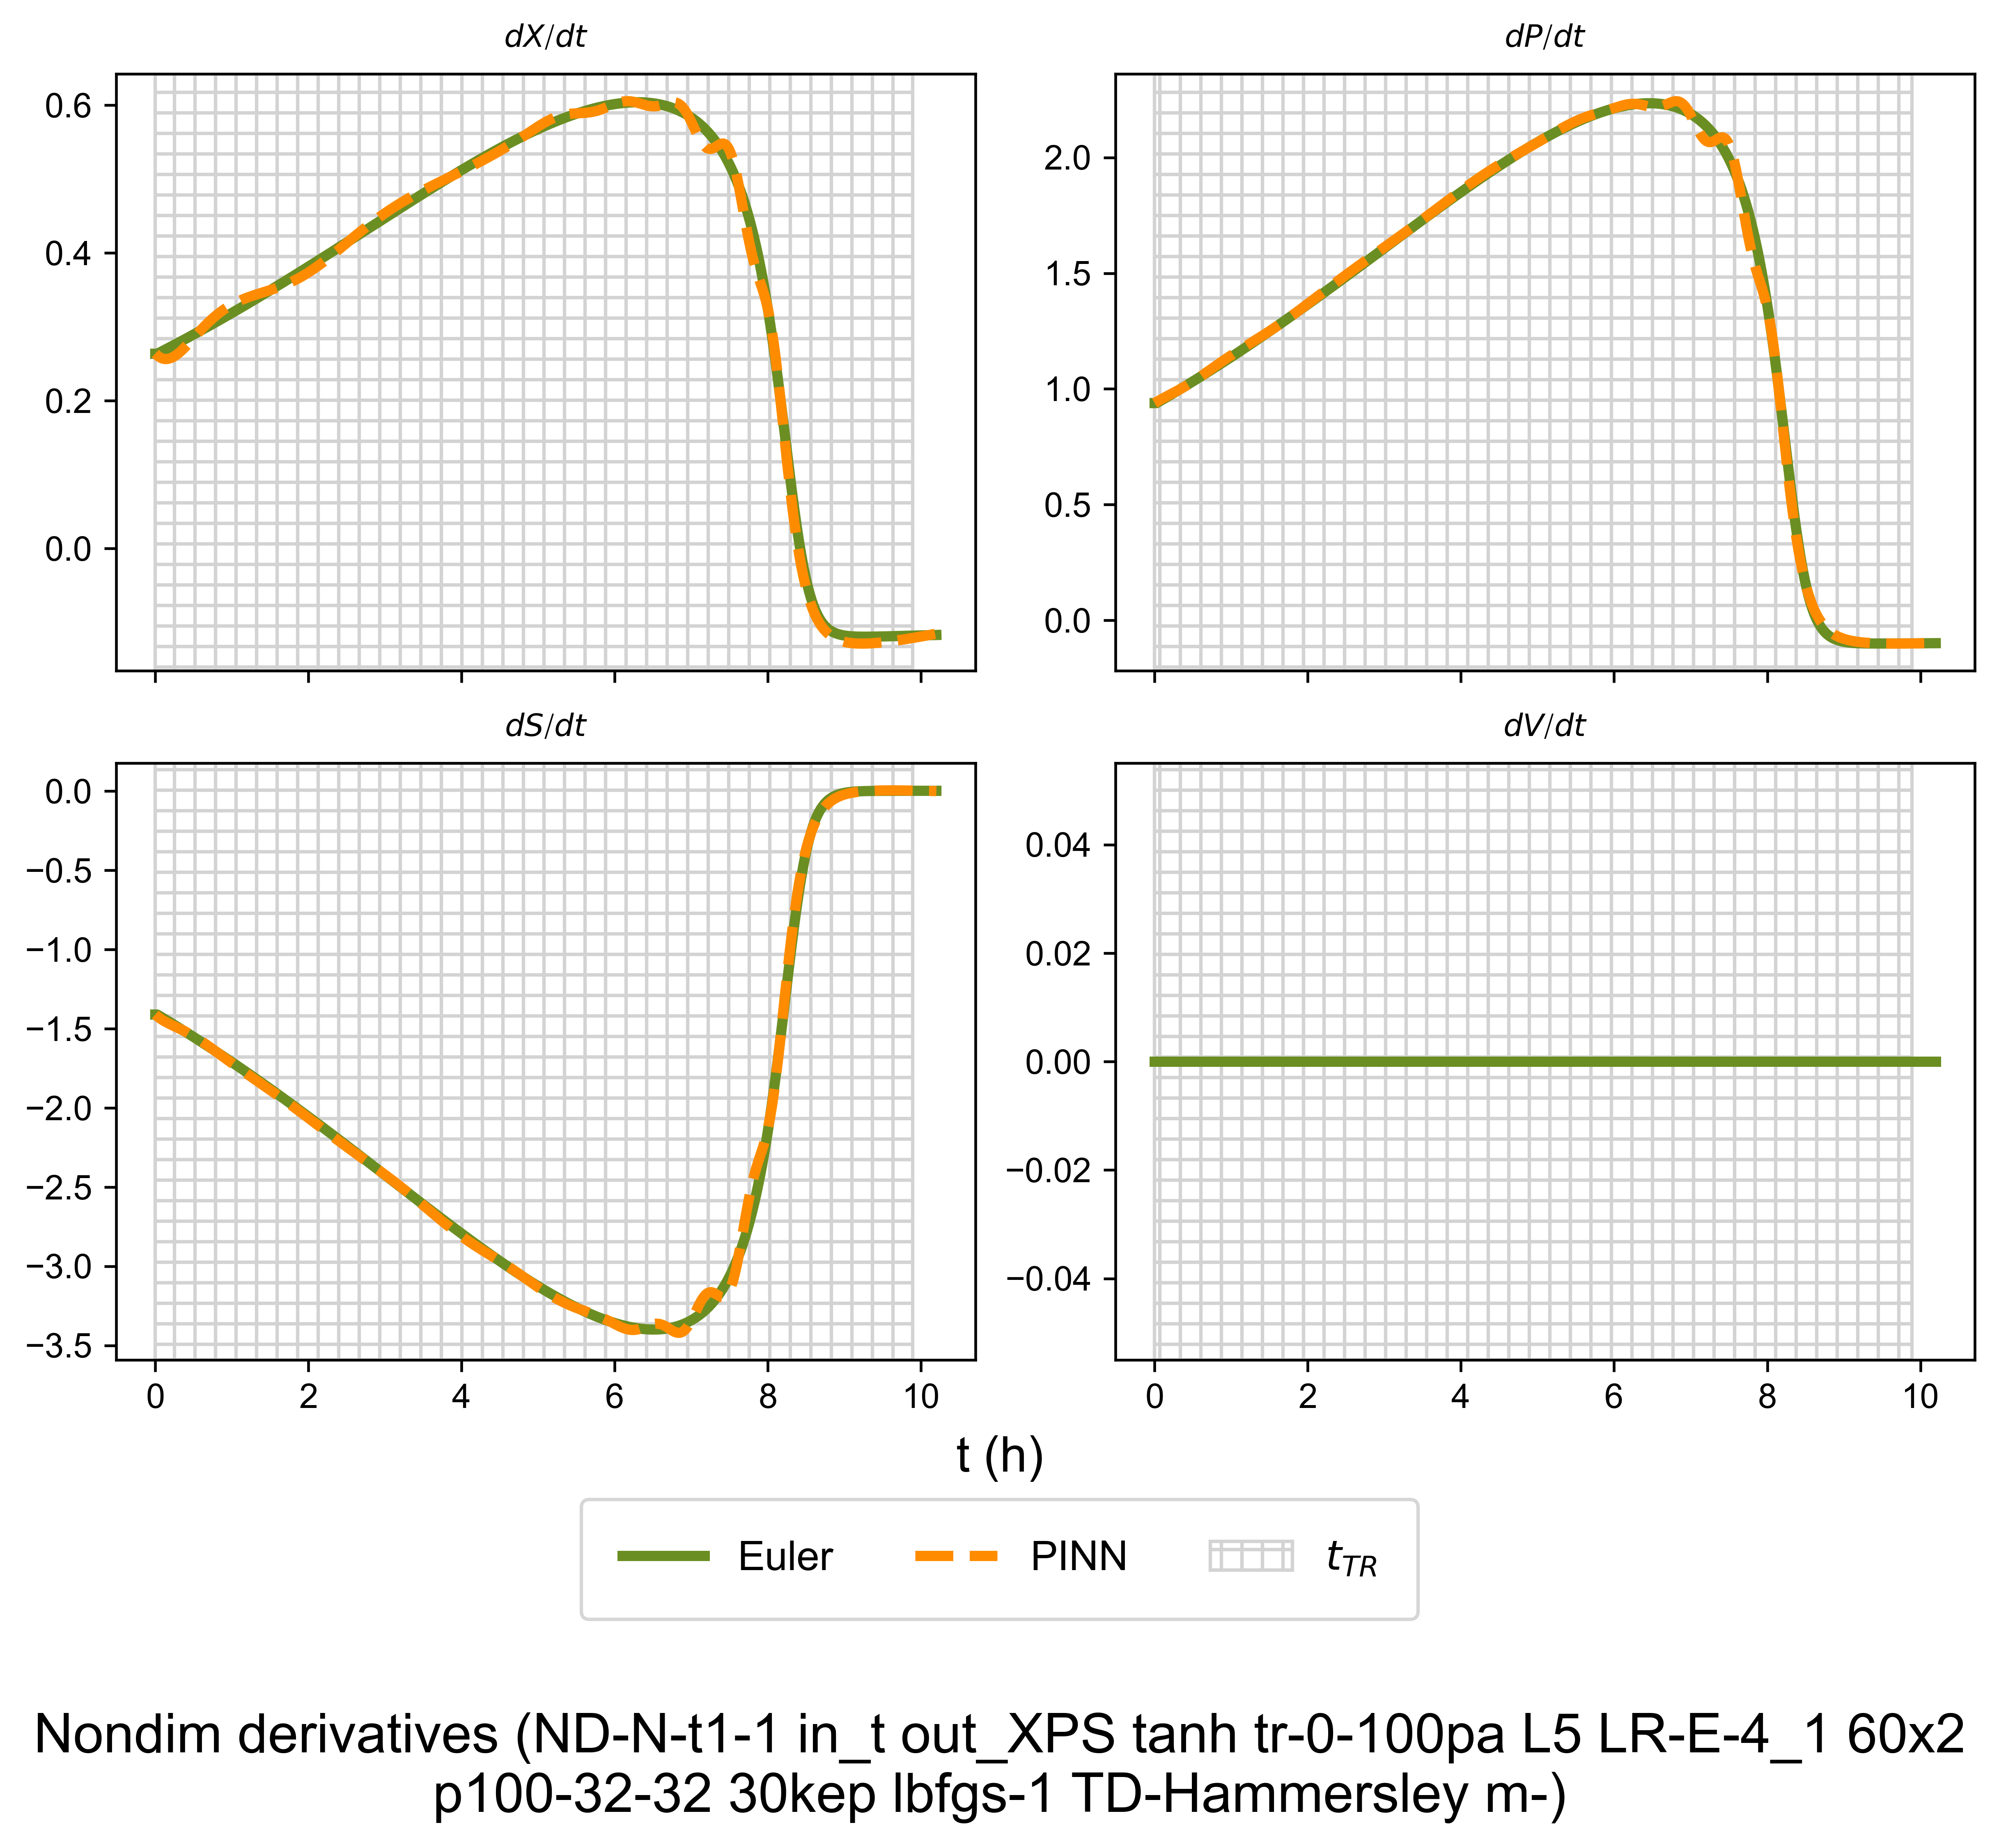 dX/dt
dP/dt
0.6
0.4
0.2
0.0
2.0
1.5
1.0
0.5
0.0
dS/dt
dV/dt
0.0
−0.5
−1.0
−1.5
−2.0
−2.5
−3.0
−3.5
0.04
0.02
0.00
−0.02
−0.04
0 2 4 6 8 10
0 2 4 6 8 10
t (h)
Euler PINN t_TR
Nondim derivatives (ND-N-t1-1 in_t out_XPS tanh tr-0-100pa L5 LR-E-4_1 60x2
p100-32-32 30kep lbfgs-1 TD-Hammersley m-)